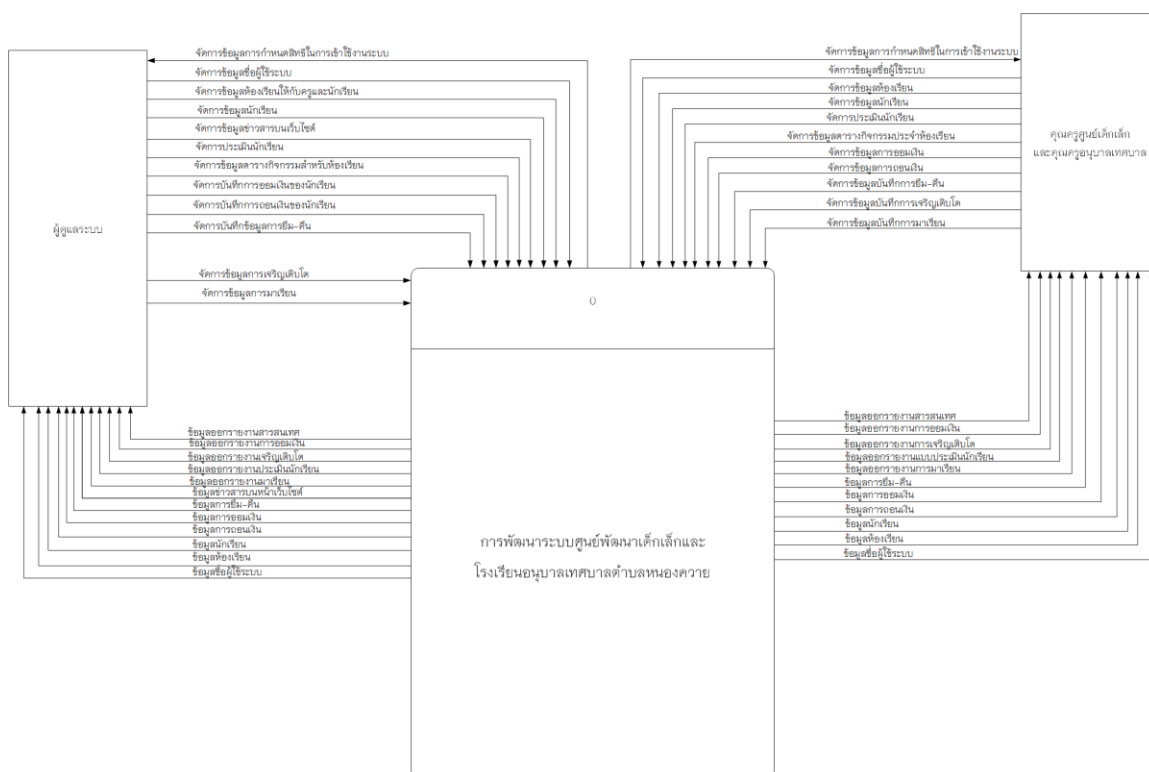 จัดการข้อมูลการกำหนดสิทธิในการเข้าใช้งานระบบ
จัดการข้อมูลชื่อผู้ใช้ระบบ
จัดการข้อมูลห้องเรียนให้กับครูและนักเรียน
จัดการข้อมูลนักเรียน
จัดการข้อมูลข่าวสารบนเว็บไซต์
จัดการประเมินนักเรียน
จัดการข้อมูลตารางกิจกรรมสำหรับห้องเรียน
จัดการบันทึกการออมเงินของนักเรียน
จัดการบันทึกการถอนเงินของนักเรียน
จัดการบันทึกข้อมูลการยืม-คืน
ผู้ดูแลระบบ
จัดการข้อมูลการเจริญเติบโต
จัดการข้อมูลการมาเรียน
จัดการข้อมูลการกำหนดสิทธิในการเข้าใช้งานระบบ
จัดการข้อมูลชื่อผู้ใช้ระบบ
จัดการข้อมูลห้องเรียน
จัดการข้อมูลนักเรียน
จัดการประเมินนักเรียน
จัดการข้อมูลตารางกิจกรรมประจำห้องเรียน
จัดการข้อมูลการออมเงิน
จัดการข้อมูลการถอนเงิน
จัดการข้อมูลบันทึกการยืม-คืน
จัดการข้อมูลบันทึกการเจริญเติบโต
จัดการข้อมูลบันทึกการมาเรียน
คุณครูศูนย์เด็กเล็ก
และคุณครูอนุบาลเทศบาล
0
การพัฒนาระบบศูนย์พัฒนาเด็กเล็กและ
โรงเรียนอนุบาลเทศบาลตำบลหนองควาย
ข้อมูลออกรายงานสารสนเทศ
ข้อมูลออกรายงานการออมเงิน
ข้อมูลออกรายงานเจริญเติบโต
ข้อมูลออกรายงานประเมินนักเรียน
ข้อมูลออกรายงานมาเรียน
ข้อมูลข่าวสารบนหน้าเว็บไซต์
ข้อมูลการยืม-คืน
ข้อมูลการออมเงิน
ข้อมูลการถอนเงิน
ข้อมูลนักเรียน
ข้อมูลห้องเรียน
ข้อมูลชื่อผู้ใช้ระบบ
ข้อมูลออกรายงานสารสนเทศ
ข้อมูลออกรายงานการออมเงิน
ข้อมูลออกรายงานการเจริญเติบโต
ข้อมูลออกรายงานแบบประเมินนักเรียน
ข้อมูลออกรายงานการมาเรียน
ข้อมูลการยืม-คืน
ข้อมูลการออมเงิน
ข้อมูลการถอนเงิน
ข้อมูลนักเรียน
ข้อมูลห้องเรียน
ข้อมูลชื่อผู้ใช้ระบบ